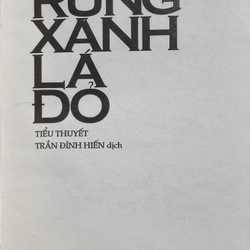 RỪNG
XANH
LÁ
ĐỎ
TIỂU THUYẾT
TRẦN ĐÌNH HIẾN dịch